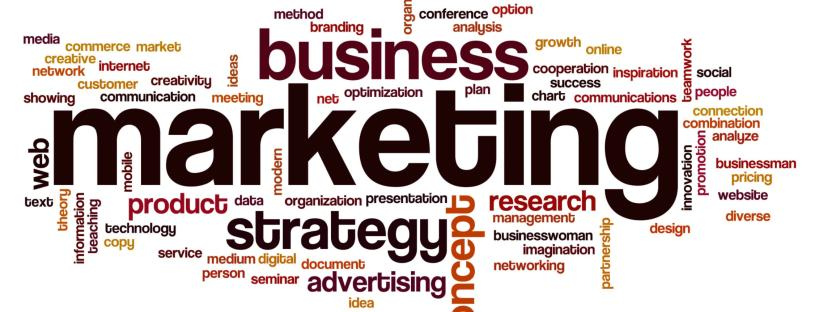 method
organ
conference
option
branding
analysis
media
commerce
market
business
growth
online
creative
network
internet
ideas
cooperation
inspiration
teamwork
social
customer
creativity
success
people
showing
communication
meeting
net
optimization
plan
chart
communications
connection
marketing
combination
analyze
web
mobile
modern
innovation
promotion
businessman
pricing
text
theory
information
teaching
product
data
organization
presentation
research
website
technology
copy
strategy
management
diverse
design
businesswoman
imagination
partnership
service
medium
digital
document
networking
person
seminar
advertising
idea
ncept